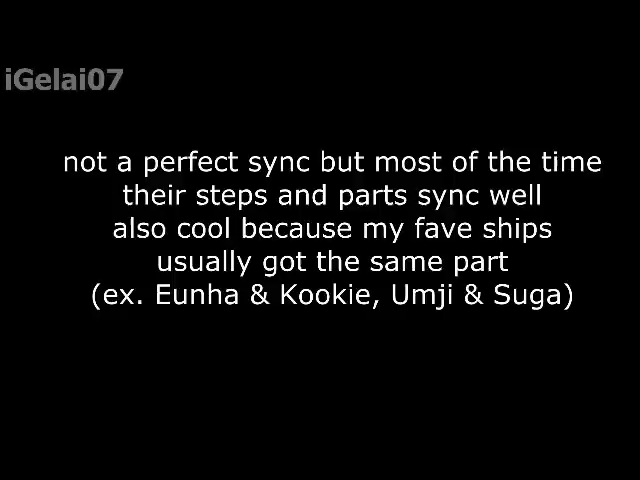 iGelai07
not a perfect sync but most of the time
their steps and parts sync well
also cool because my fave ships
usually got the same part
(ex. Eunha & Kookie, Umji & Suga)